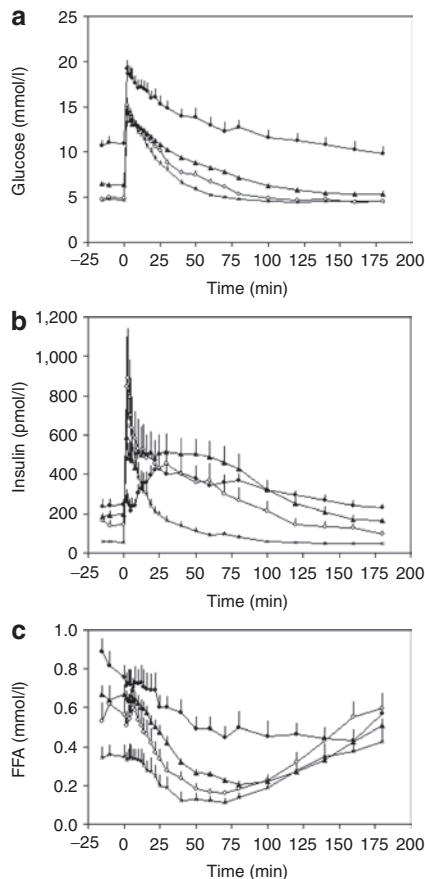 a
Glucose (mmol/l)
25
20
15
10
5
0
−25 0 25 50 75 100 125 150 175 200
Time (min)
b
Insulin (pmol/l)
1,200
1,000
800
600
400
200
0
−25 0 25 50 75 100 125 150 175 200
Time (min)
c
FFA (mmol/l)
1.0
0.8
0.6
0.4
0.2
0.0
−25 0 25 50 75 100 125 150 175 200
Time (min)